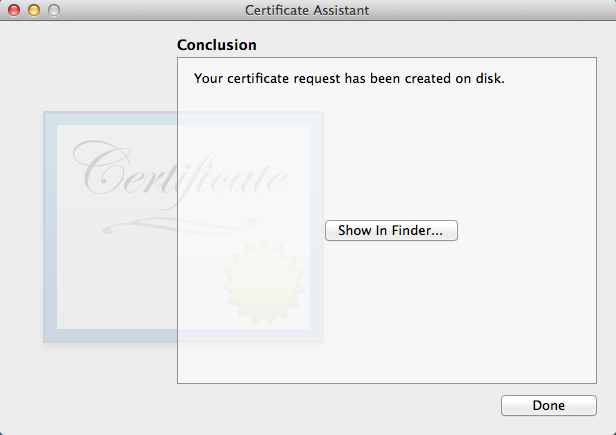 Certificate Assistant
Conclusion
Your certificate request has been created on disk.
Certificate
Show In Finder...
Done